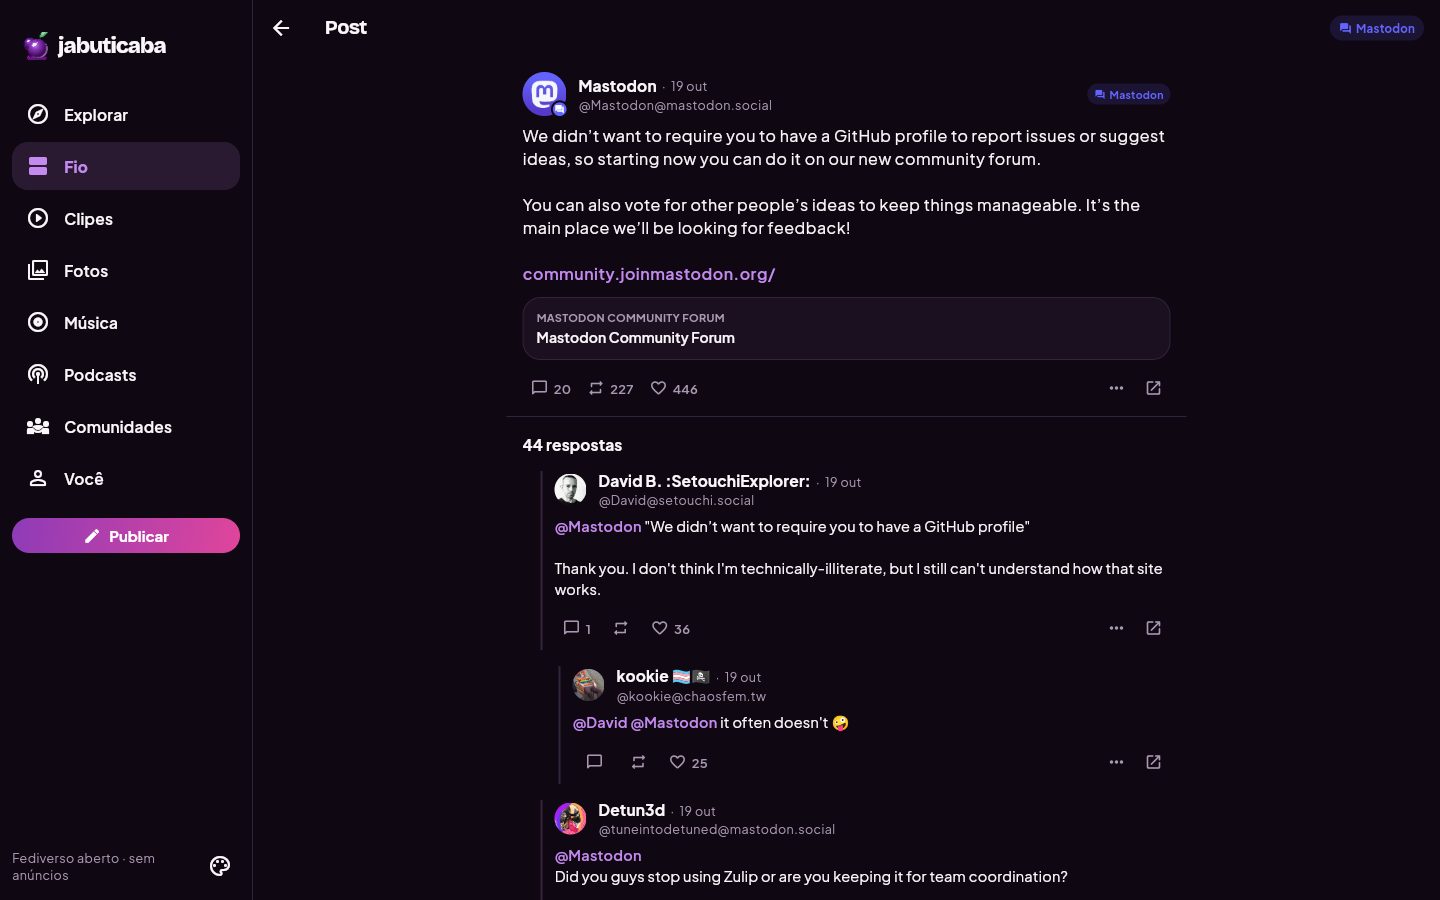 jabuticaba
Explorar
Fio
Clipes
Fotos
Música
Podcasts
Comunidades
Você
Publicar
Fediverso aberto · sem
anúncios
Post
Mastodon
Mastodon · 19 out
@Mastodon@mastodon.social
Mastodon
We didn’t want to require you to have a GitHub profile to report issues or suggest
ideas, so starting now you can do it on our new community forum.
You can also vote for other people’s ideas to keep things manageable. It’s the
main place we’ll be looking for feedback!
community.joinmastodon.org/
MASTODON COMMUNITY FORUM
Mastodon Community Forum
20 227 446
44 respostas
David B. :SetouchiExplorer: · 19 out
@David@setouchi.social
@Mastodon "We didn’t want to require you to have a GitHub profile"
Thank you. I don't think I'm technically-illiterate, but I still can't understand how that site
works.
1 36
kookie 🏳️‍⚧️🏴‍☠️ · 19 out
@kookie@chaosfem.tw
@David @Mastodon it often doesn't 🤪
25
Detun3d · 19 out
@tuneintodetuned@mastodon.social
@Mastodon
Did you guys stop using Zulip or are you keeping it for team coordination?